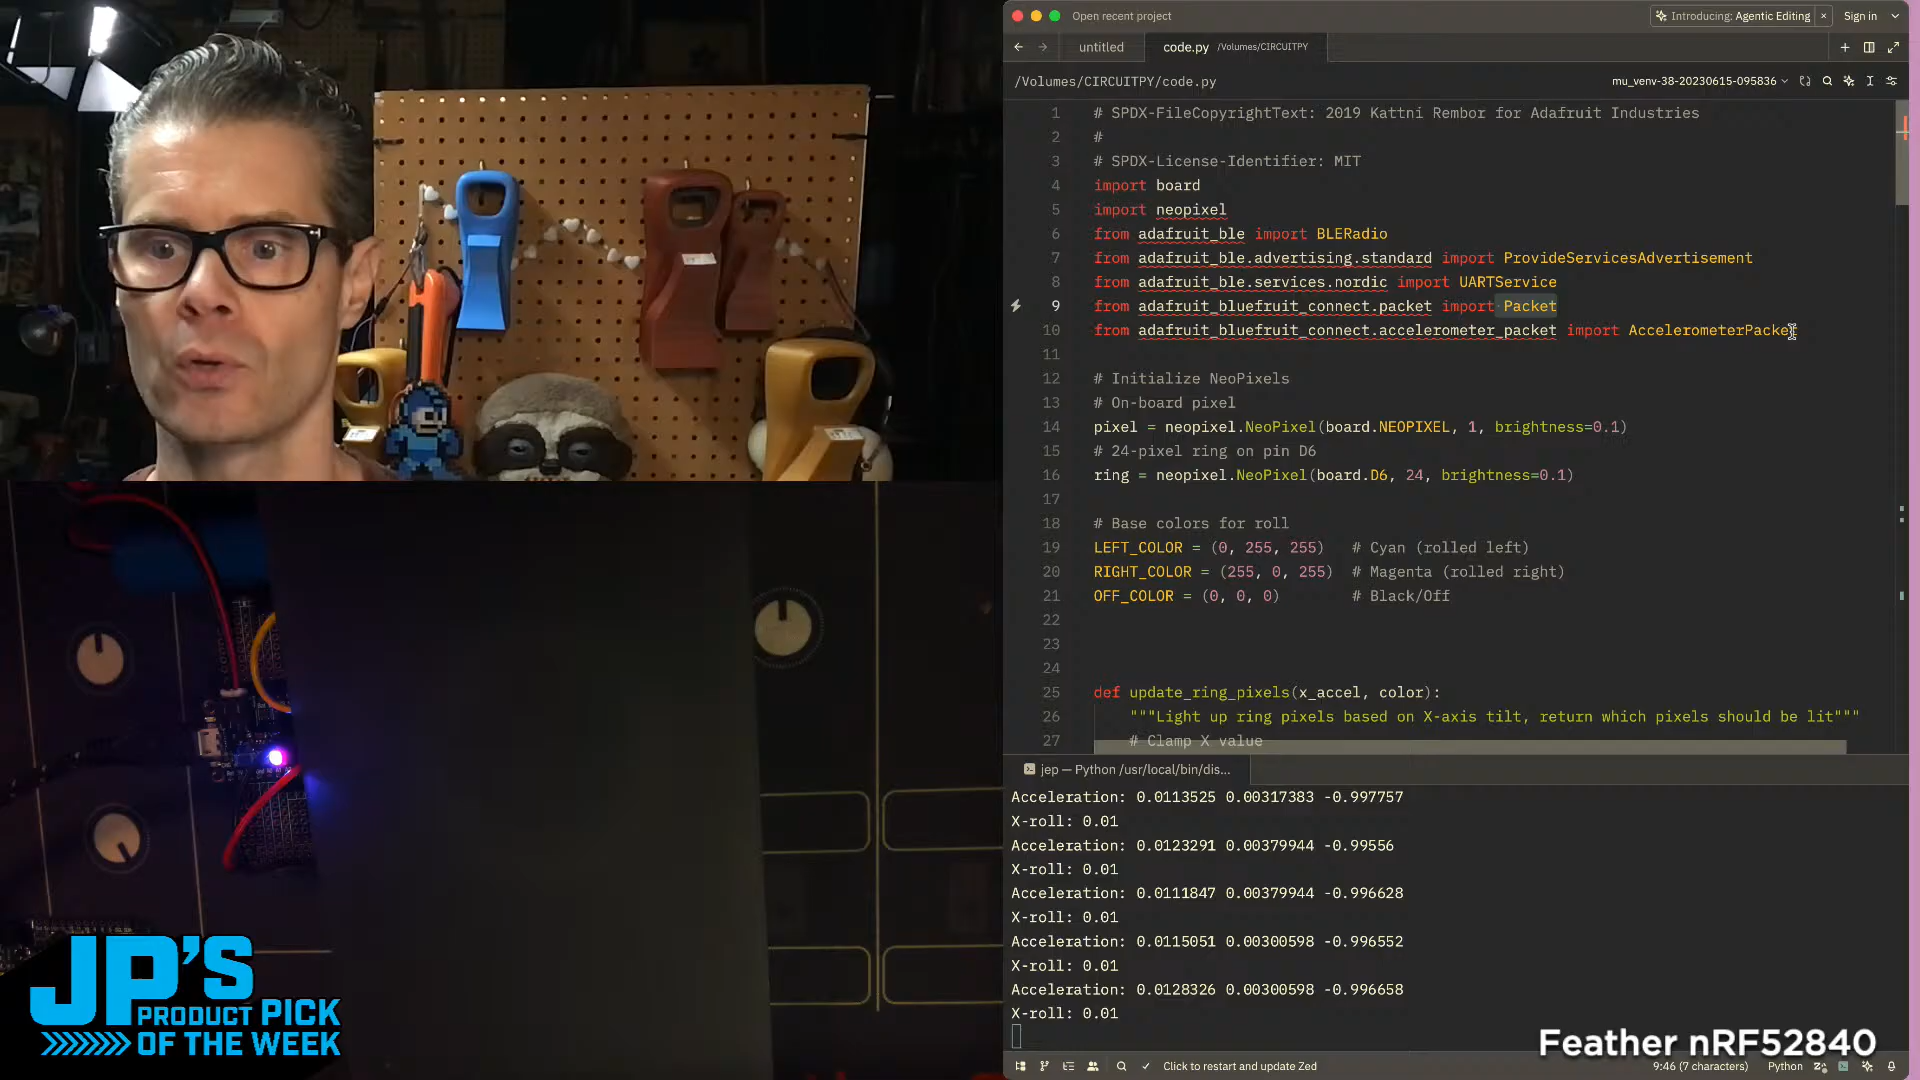 Open recent project
Introducing: Agentic Editing
Sign in
untitled
code.py /Volumes/CIRCUITPY
/Volumes/CIRCUITPY/code.py
mu_venv-38-20230615-095836
1 # SPDX-FileCopyrightText: 2019 Kattni Rembor for Adafruit Industries
2 #
3 # SPDX-License-Identifier: MIT
4 import board
5 import neopixel
6 from adafruit_ble import BLERadio
7 from adafruit_ble.advertising.standard import ProvideServicesAdvertisement
8 from adafruit_ble.services.nordic import UARTService
9 from adafruit_bluefruit_connect.packet import Packet
10 from adafruit_bluefruit_connect.accelerometer_packet import AccelerometerPacket
11
12 # Initialize NeoPixels
13 # On-board pixel
14 pixel = neopixel.NeoPixel(board.NEOPIXEL, 1, brightness=0.1)
15 # 24-pixel ring on pin D6
16 ring = neopixel.NeoPixel(board.D6, 24, brightness=0.1)
17
18 # Base colors for roll
19 LEFT_COLOR = (0, 255, 255) # Cyan (rolled left)
20 RIGHT_COLOR = (255, 0, 255) # Magenta (rolled right)
21 OFF_COLOR = (0, 0, 0) # Black/Off
22
23
24
25 def update_ring_pixels(x_accel, color):
26 """Light up ring pixels based on X-axis tilt, return which pixels should be lit"""
27 # Clamp X value
jep — Python /usr/local/bin/dis...
Acceleration: 0.0113525 0.00317383 -0.997757
X-roll: 0.01
Acceleration: 0.0123291 0.00379944 -0.99556
X-roll: 0.01
Acceleration: 0.0111847 0.00379944 -0.996628
X-roll: 0.01
Acceleration: 0.0115051 0.00300598 -0.996552
X-roll: 0.01
Acceleration: 0.0128326 0.00300598 -0.996658
X-roll: 0.01
Click to restart and update Zed
9:46 (7 characters)
Python
JP'S
PRODUCT PICK
OF THE WEEK
Feather nRF52840